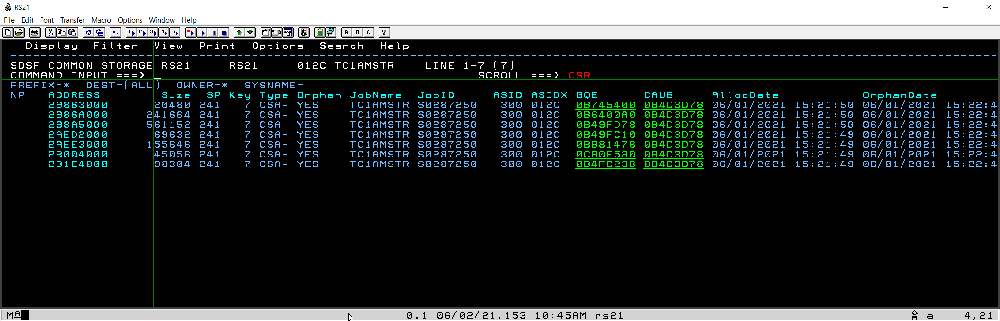 RS21
File Edit Font Transfer Macro Options Window Help
1 2 3 4 5 A B C ?
Display Filter View Print Options Search Help
SDSF COMMON STORAGE RS21 RS21 012C TC1AMSTR LINE 1-7 (7)
COMMAND INPUT ===> _ SCROLL ===> CSR
PREFIX=* DEST=(ALL) OWNER=* SYSNAME=
NP ADDRESS Size SP Key Type Orphan JobName JobID ASID ASIDX GQE CAUB AllocDate OrphanDate
29863000 20480 241 7 CSA- YES TC1AMSTR S0287250 300 012C 0B745400 0B4D3D78 06/01/2021 15:21:50 06/01/2021 15:22:4
2986A000 241664 241 7 CSA- YES TC1AMSTR S0287250 300 012C 0B6400A0 0B4D3D78 06/01/2021 15:21:50 06/01/2021 15:22:4
298A5000 561152 241 7 CSA- YES TC1AMSTR S0287250 300 012C 0B49FD78 0B4D3D78 06/01/2021 15:21:50 06/01/2021 15:22:4
2AED2000 69632 241 7 CSA- YES TC1AMSTR S0287250 300 012C 0B49FC10 0B4D3D78 06/01/2021 15:21:49 06/01/2021 15:22:4
2AEE3000 155648 241 7 CSA- YES TC1AMSTR S0287250 300 012C 0BB81478 0B4D3D78 06/01/2021 15:21:49 06/01/2021 15:22:4
2B004000 45056 241 7 CSA- YES TC1AMSTR S0287250 300 012C 0C80E580 0B4D3D78 06/01/2021 15:21:49 06/01/2021 15:22:4
2B1E4000 98304 241 7 CSA- YES TC1AMSTR S0287250 300 012C 0B4FC238 0B4D3D78 06/01/2021 15:21:49 06/01/2021 15:22:4
MA 0.1 06/02/21.153 10:45AM rs21 A a 4,21